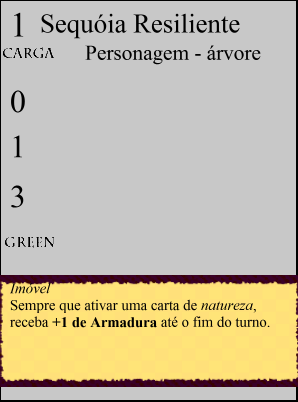 1 Sequóia Resiliente
CARGA Personagem - árvore
0
1
3
GREEN
Imóvel
Sempre que ativar uma carta de natureza,
receba +1 de Armadura até o fim do turno.